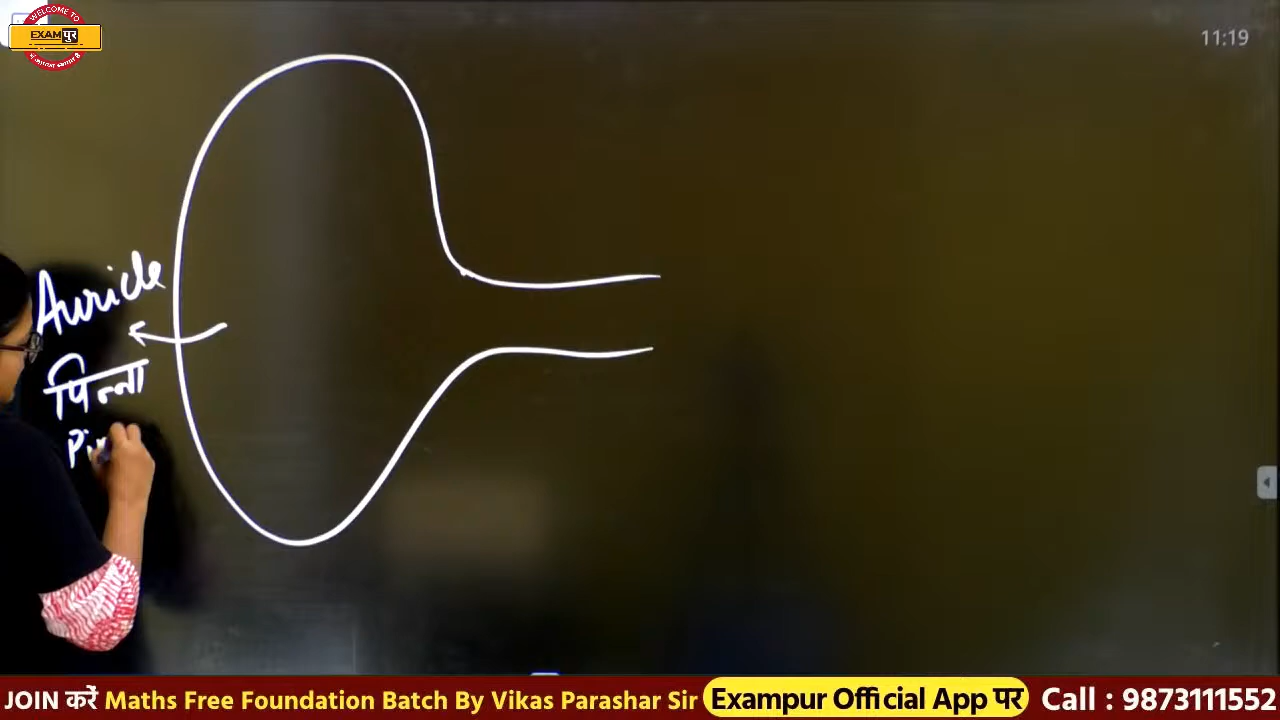 WELCOME TO
EXAMपुर
11:19
Auricle
पिन्ना
JOIN करें Maths Free Foundation Batch By Vikas Parashar Sir Exampur Official App पर Call : 9873111552